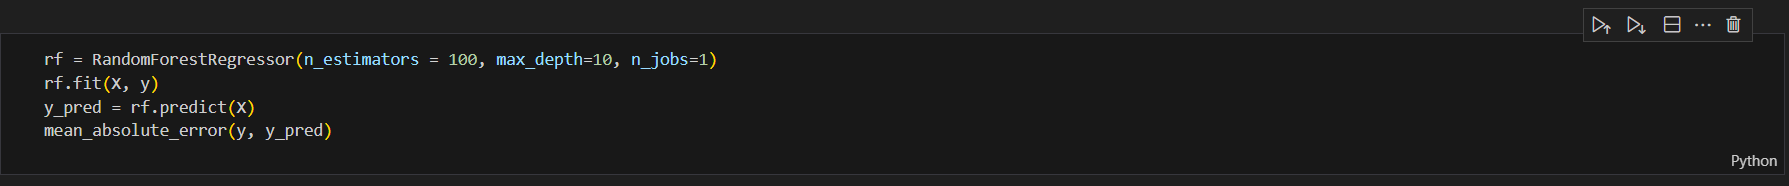 rf = RandomForestRegressor(n_estimators = 100, max_depth=10, n_jobs=1)
rf.fit(X, y)
y_pred = rf.predict(X)
mean_absolute_error(y, y_pred)
Python